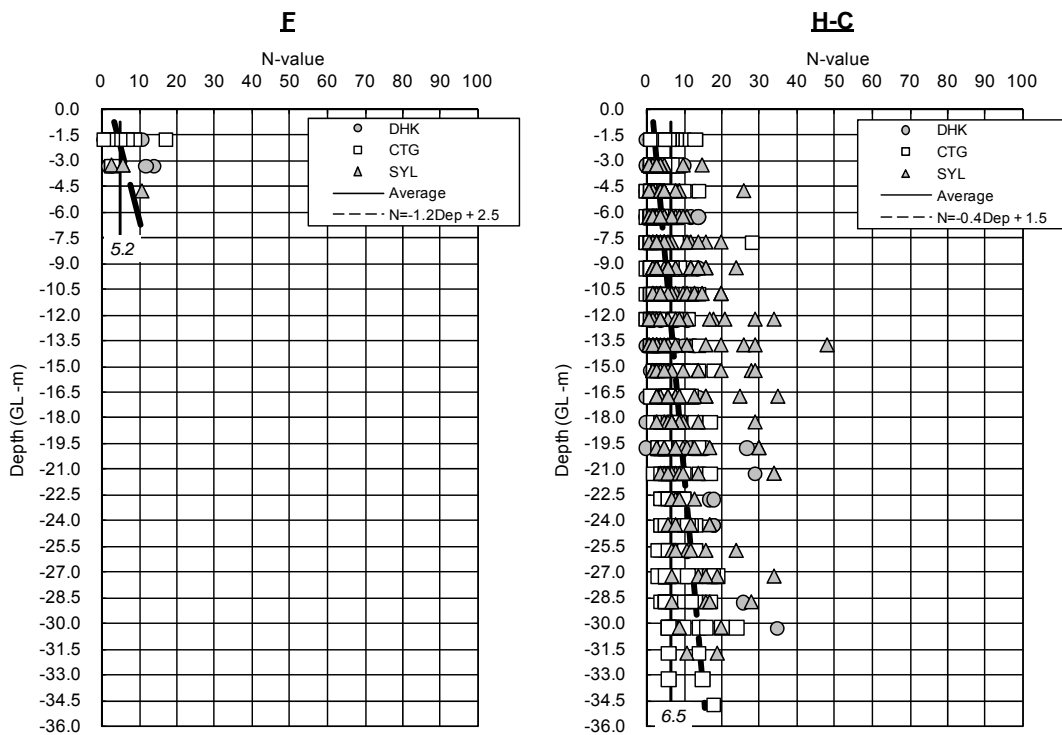 F
N-value
0 10 20 30 40 50 60 70 80 90 100
0.0
-1.5
-3.0
-4.5
-6.0
-7.5
-9.0
-10.5
-12.0
-13.5
-15.0
-16.5
-18.0
-19.5
-21.0
-22.5
-24.0
-25.5
-27.0
-28.5
-30.0
-31.5
-33.0
-34.5
-36.0
Depth (GL -m)
DHK
CTG
SYL
Average
N=-1.2Dep + 2.5
5.2
H-C
N-value
0 10 20 30 40 50 60 70 80 90 100
0.0
-1.5
-3.0
-4.5
-6.0
-7.5
-9.0
-10.5
-12.0
-13.5
-15.0
-16.5
-18.0
-19.5
-21.0
-22.5
-24.0
-25.5
-27.0
-28.5
-30.0
-31.5
-33.0
-34.5
-36.0
Depth (GL -m)
DHK
CTG
SYL
Average
N=-0.4Dep + 1.5
6.5